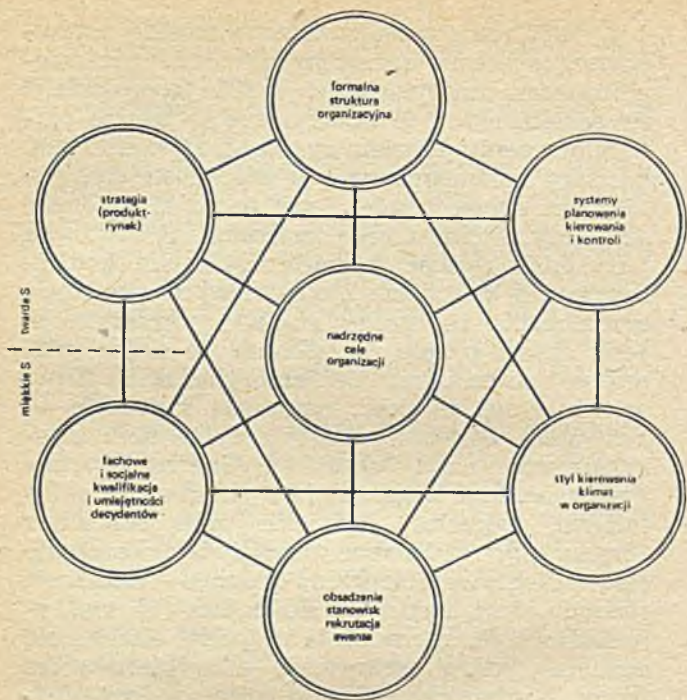 formalna
struktura
organizacyjna
strategia
(produkt-
rynek)
systemy
planowania
kierowania
i kontroli
twarde S
nadrzędne
cele
organizacji
miękkie S
fachowe
i socjalne
kwalifikacje
i umiejętności
decydentów
styl kierowania
klimat
w organizacji
obsadzenie
stanowisk
rekrutacja
awanse